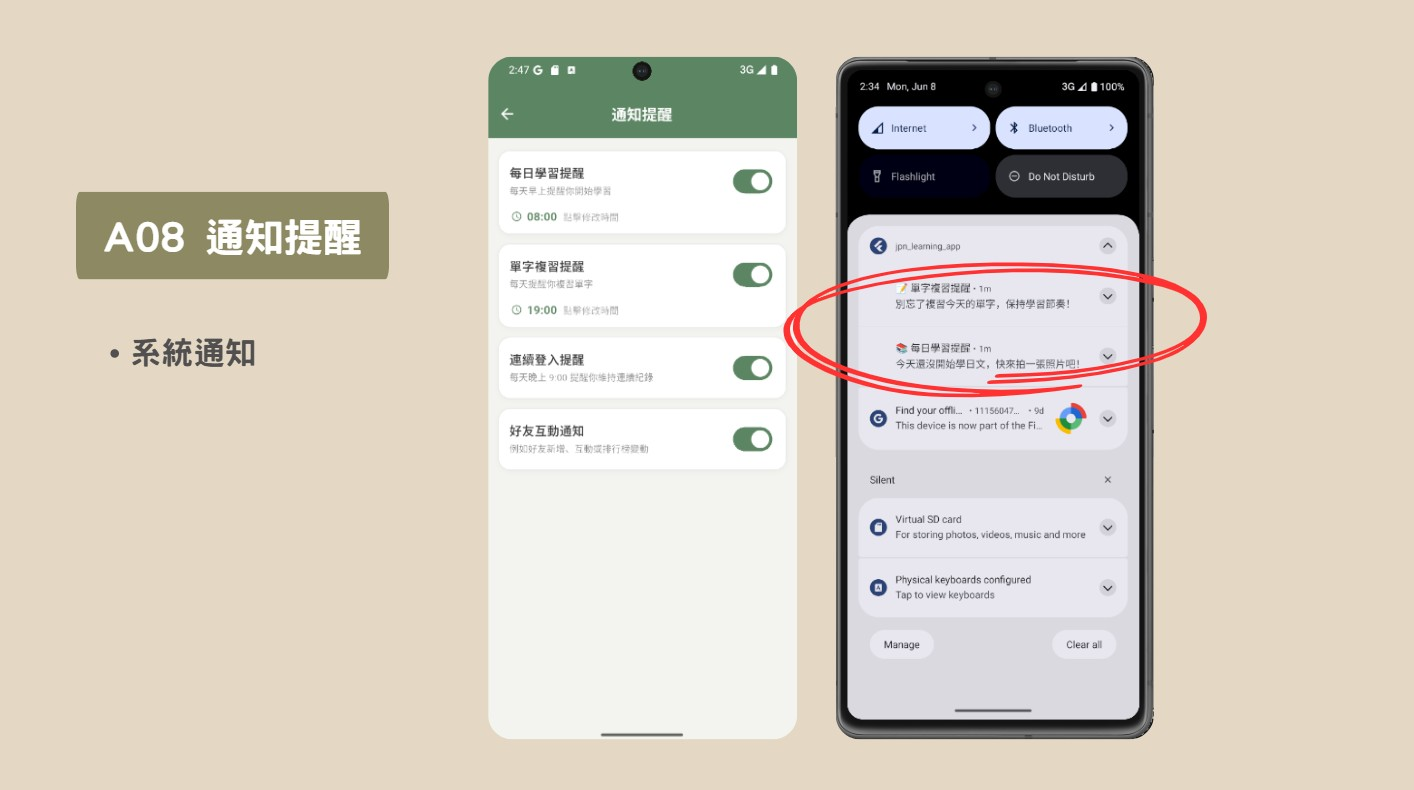 A08 通知提醒
• 系統通知
2:47
3G
通知提醒
每日學習提醒
每天早上提醒你開始學習
08:00 點擊修改時間
單字複習提醒
每天提醒你複習單字
19:00 點擊修改時間
連續登入提醒
每天晚上 9:00 提醒你維持連續紀錄
好友互動通知
例如好友新增、互動或排行榜變動
2:34 Mon, Jun 8
3G 100%
Internet
Bluetooth
Flashlight
Do Not Disturb
jpn_learning_app
📝 單字複習提醒 • 1m
別忘了複習今天的單字，保持學習節奏！
📚 每日學習提醒 • 1m
今天還沒開始學日文，快來拍一張照片吧！
Find your offli... • 11156047... • 9d
This device is now part of the Fi...
Silent
Virtual SD card
For storing photos, videos, music and more
Physical keyboards configured
Tap to view keyboards
Manage
Clear all